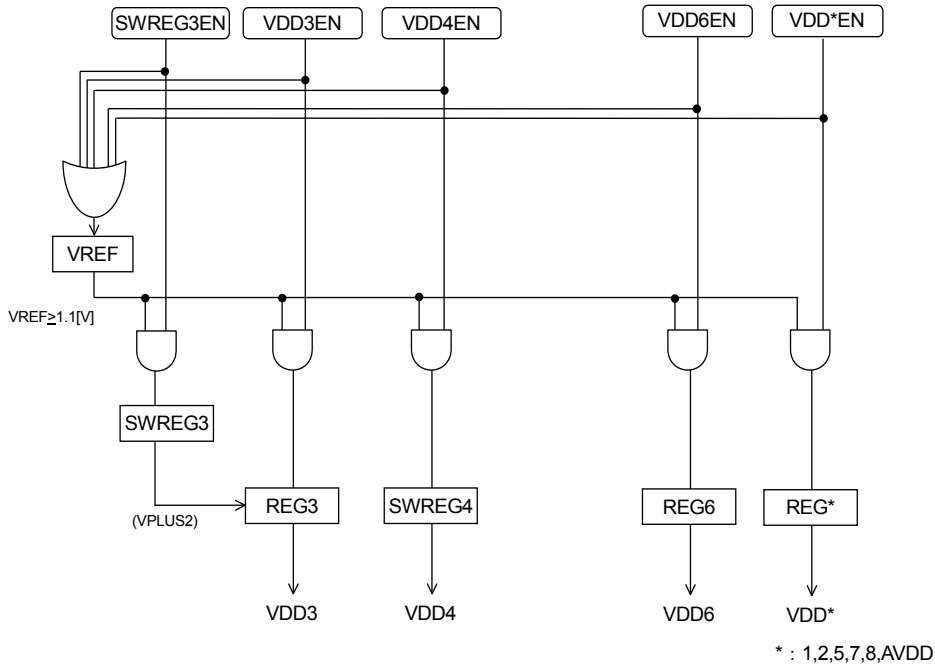 SWREG3EN VDD3EN VDD4EN VDD6EN VDD*EN
VREF
VREF≥1.1[V]
SWREG3
(VPLUS2)
REG3 SWREG4 REG6 REG*
VDD3 VDD4 VDD6 VDD*
* : 1,2,5,7,8,AVDD